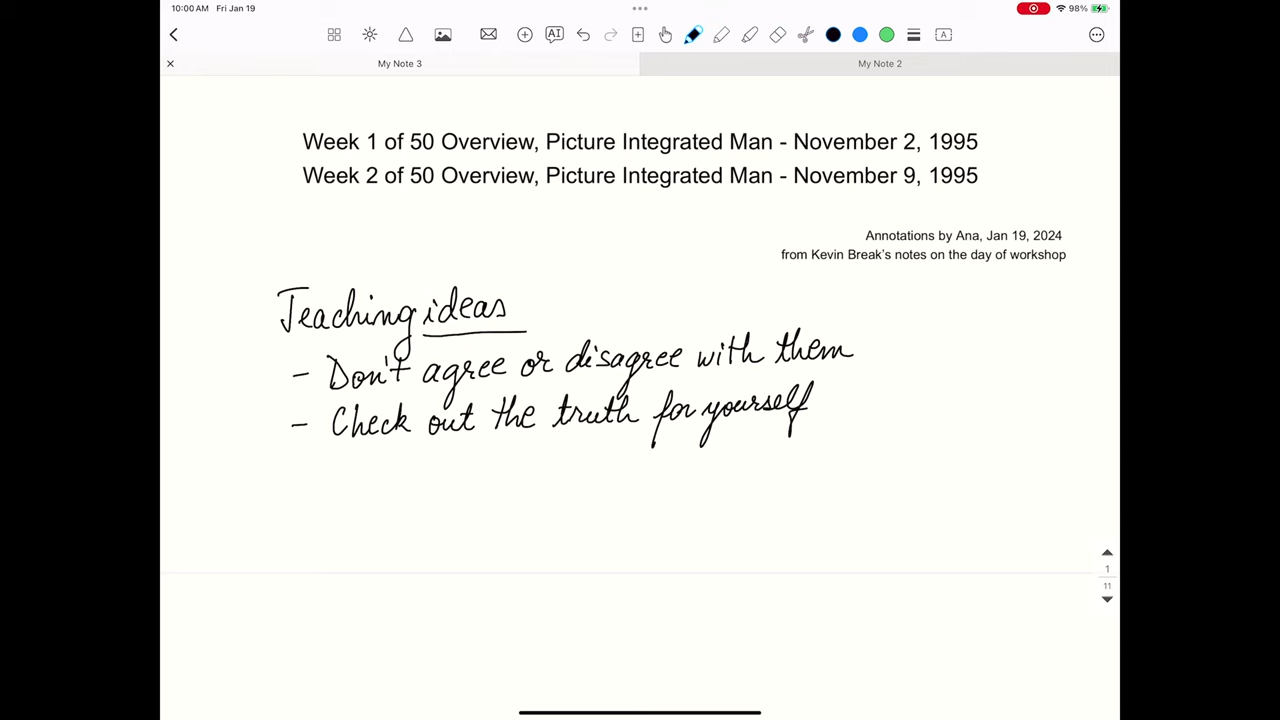 10:00 AM Fri Jan 19
98%
AI
A
My Note 3
My Note 2
Week 1 of 50 Overview, Picture Integrated Man - November 2, 1995
Week 2 of 50 Overview, Picture Integrated Man - November 9, 1995
Annotations by Ana, Jan 19, 2024
from Kevin Break's notes on the day of workshop
Teaching ideas
- Don't agree or disagree with them
- Check out the truth for yourself
1
11